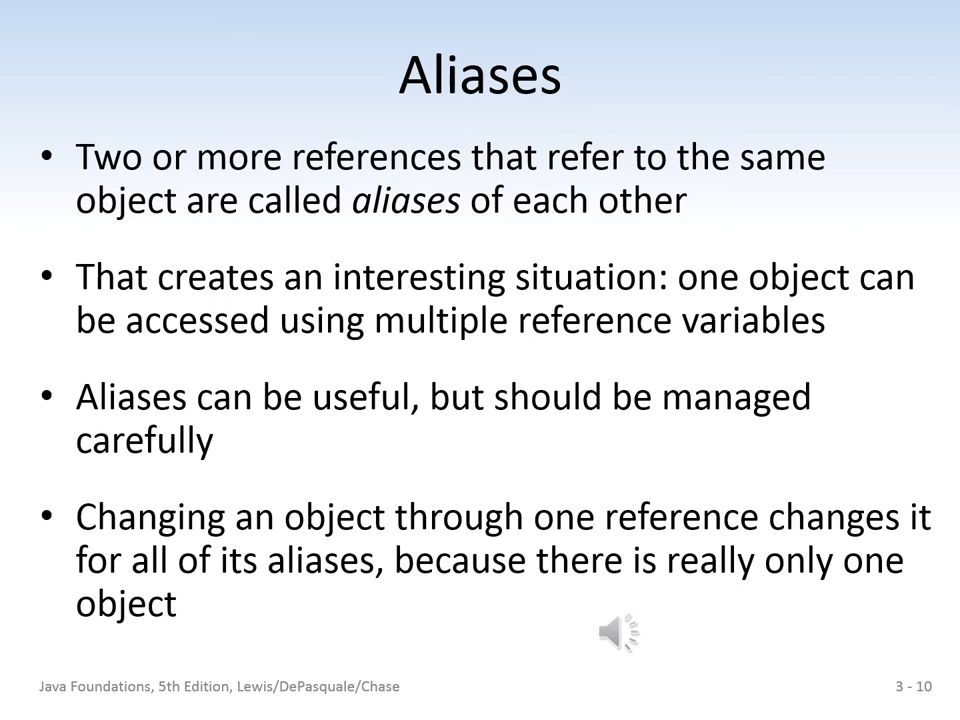 Aliases
• Two or more references that refer to the same
object are called aliases of each other
• That creates an interesting situation: one object can
be accessed using multiple reference variables
• Aliases can be useful, but should be managed
carefully
• Changing an object through one reference changes it
for all of its aliases, because there is really only one
object
Java Foundations, 5th Edition, Lewis/DePasquale/Chase
3 - 10